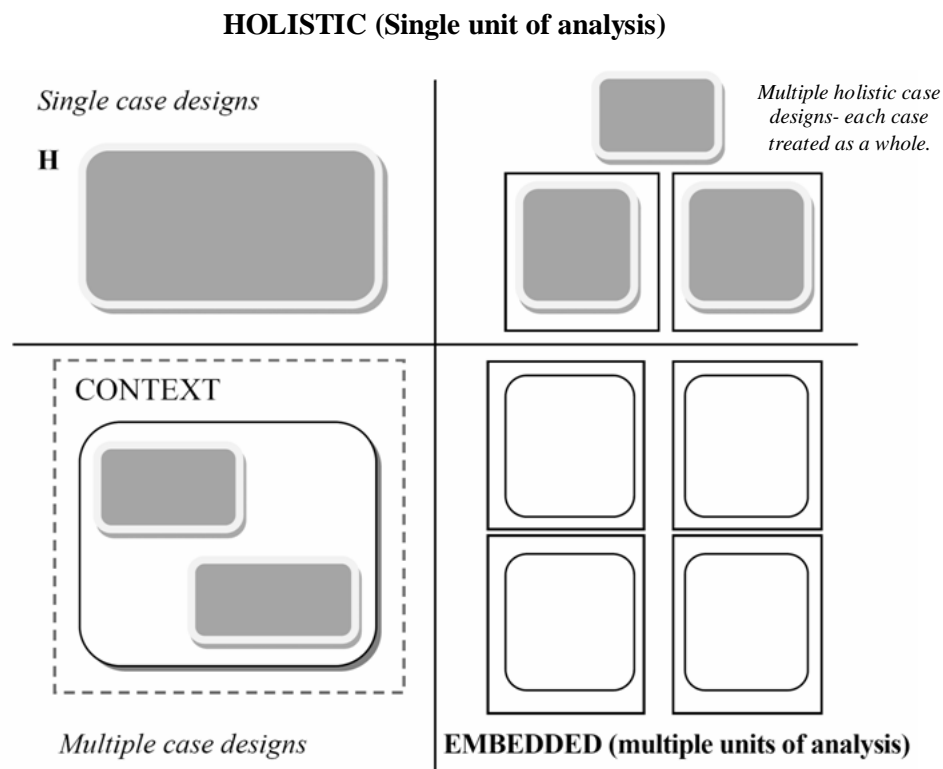 HOLISTIC (Single unit of analysis)
Single case designs
H
Multiple holistic case
designs- each case
treated as a whole.
CONTEXT
Multiple case designs
EMBEDDED (multiple units of analysis)